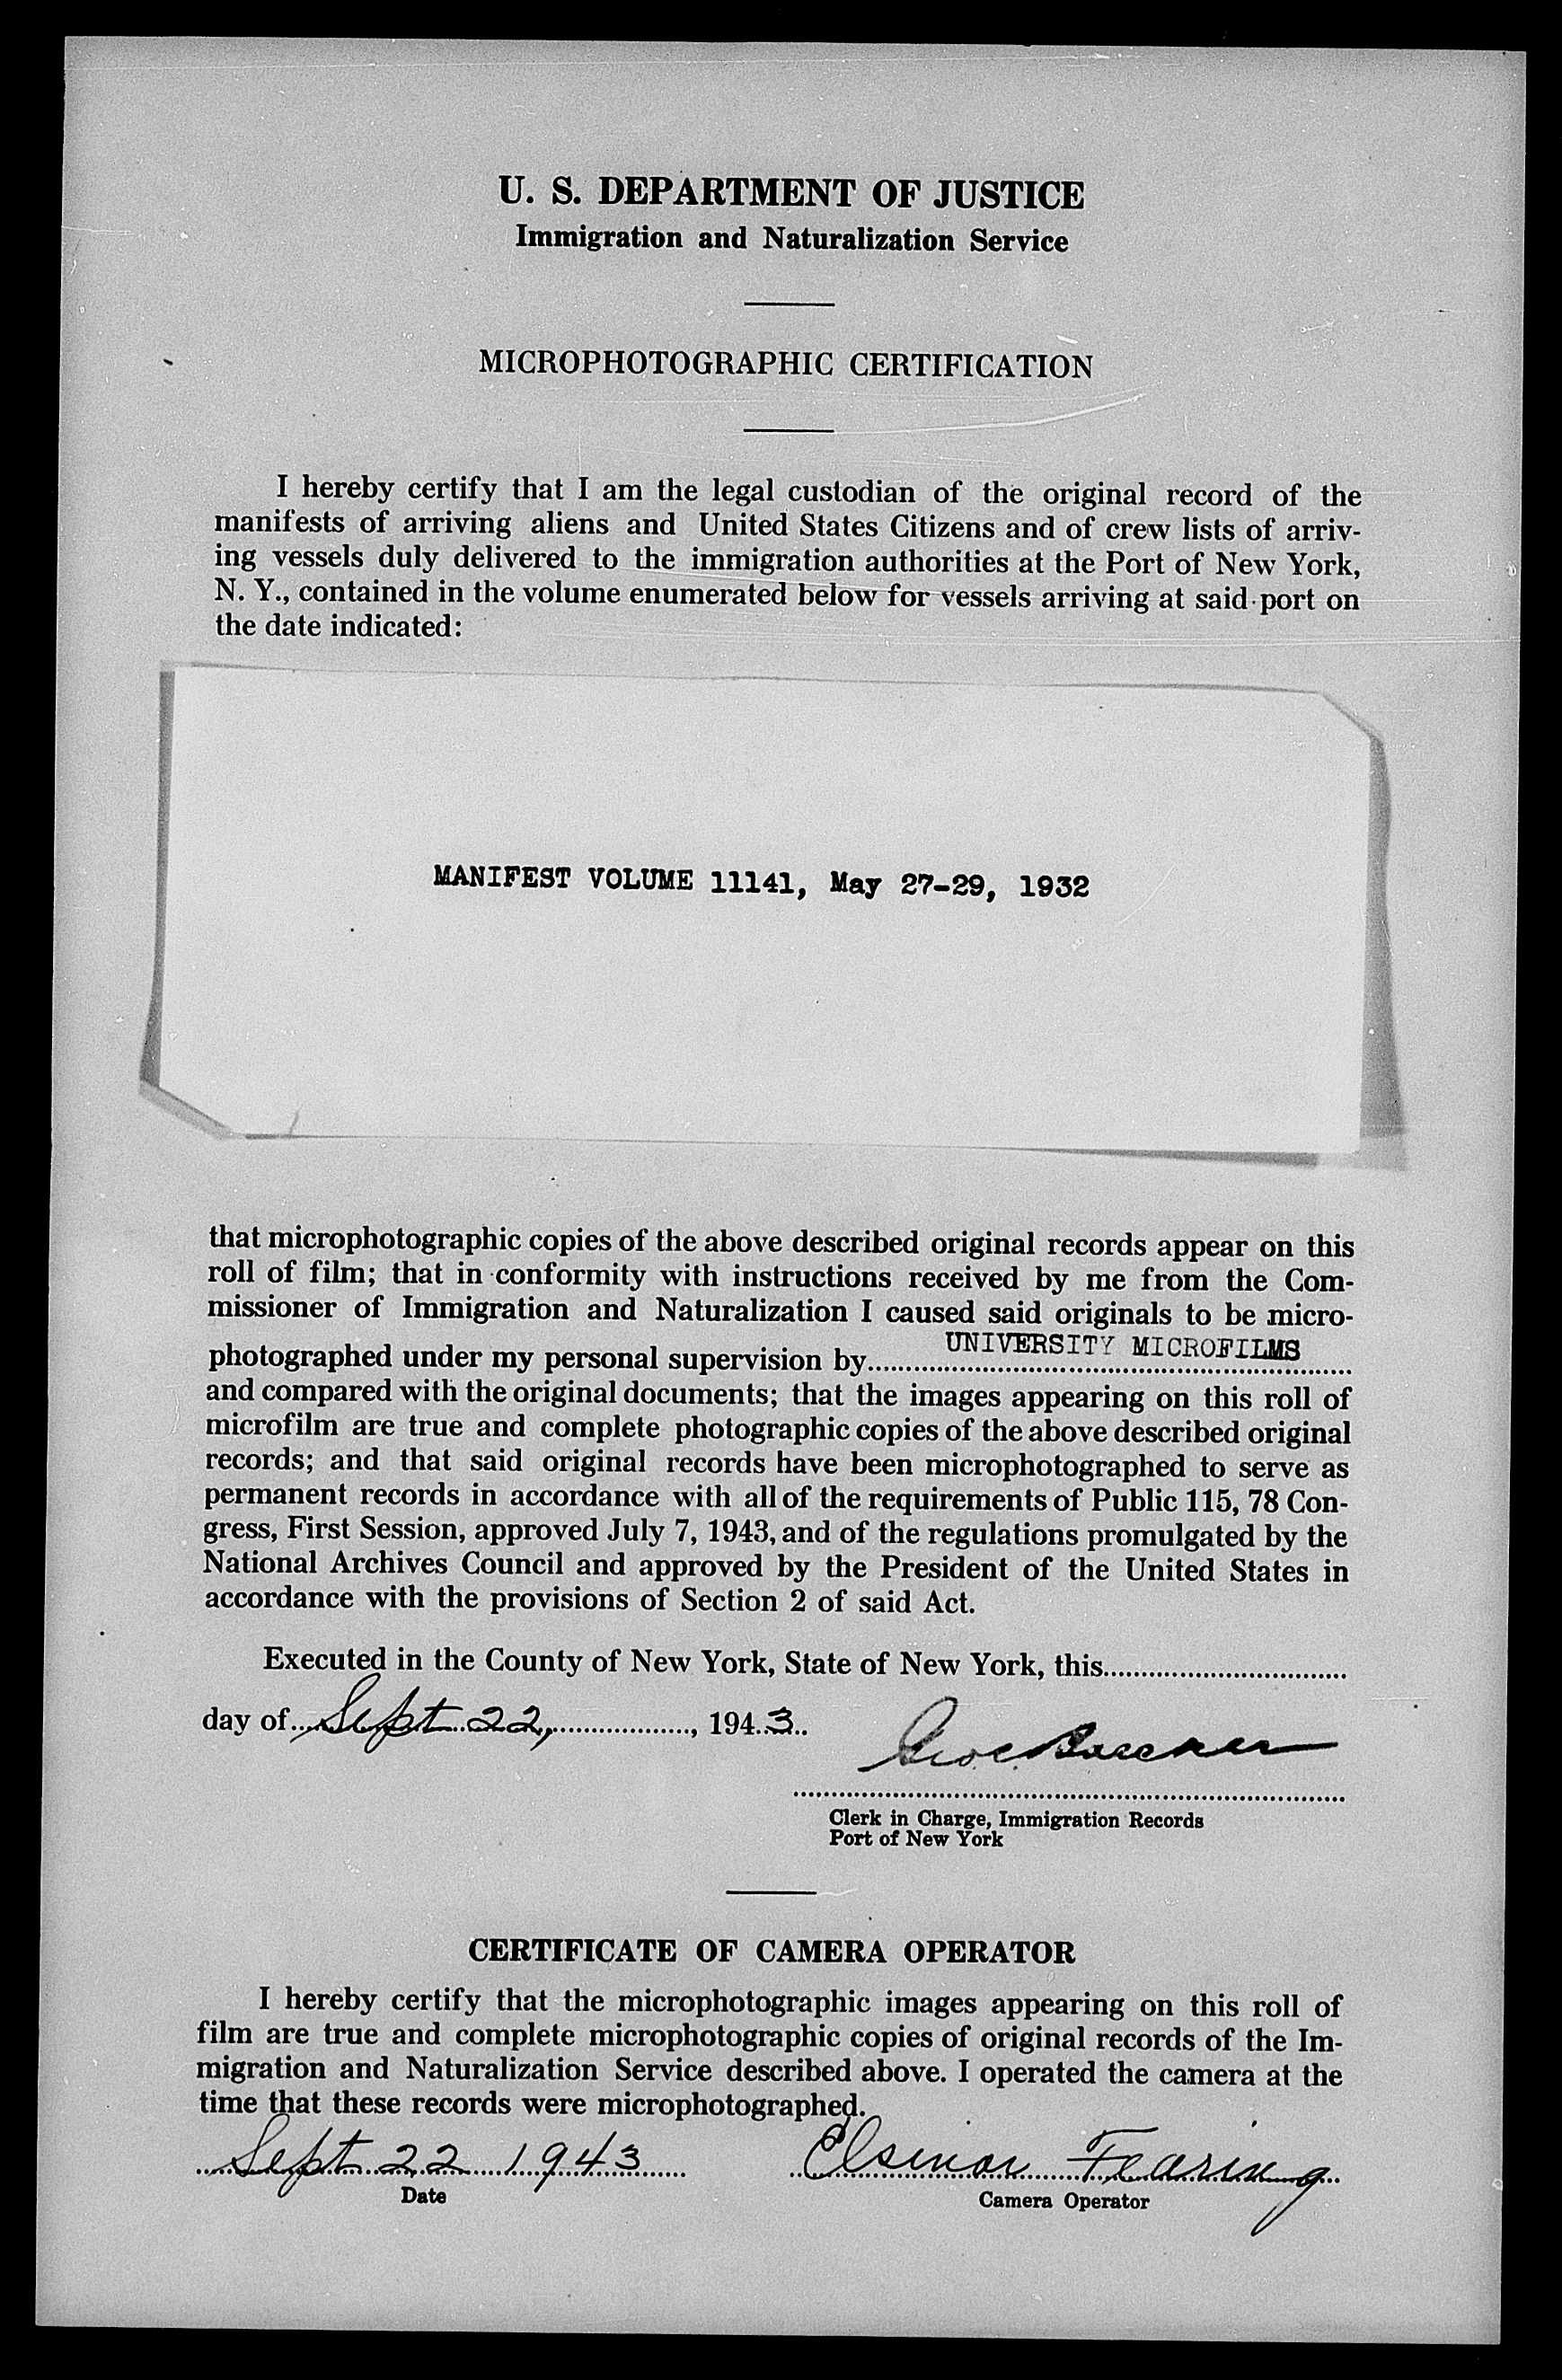 U. S. DEPARTMENT OF JUSTICE
Immigration and Naturalization Service
MICROPHOTOGRAPHIC CERTIFICATION
I hereby certify that I am the legal custodian of the original record of the
manifests of arriving aliens and United States Citizens and of crew lists of arriv-
ing vessels duly delivered to the immigration authorities at the Port of New York,
N. Y., contained in the volume enumerated below for vessels arriving at said port on
the date indicated:
MANIFEST VOLUME 11141, May 27-29, 1932
that microphotographic copies of the above described original records appear on this
roll of film; that in conformity with instructions received by me from the Com-
missioner of Immigration and Naturalization I caused said originals to be micro-
photographed under my personal supervision by UNIVERSITY MICROFILMS
and compared with the original documents; that the images appearing on this roll of
microfilm are true and complete photographic copies of the above described original
records; and that said original records have been microphotographed to serve as
permanent records in accordance with all of the requirements of Public 115, 78 Con-
gress, First Session, approved July 7, 1943, and of the regulations promulgated by the
National Archives Council and approved by the President of the United States in
accordance with the provisions of Section 2 of said Act.
Executed in the County of New York, State of New York, this
day of Sept 22, , 1943
Clerk in Charge, Immigration Records
Port of New York
CERTIFICATE OF CAMERA OPERATOR
I hereby certify that the microphotographic images appearing on this roll of
film are true and complete microphotographic copies of original records of the Im-
migration and Naturalization Service described above. I operated the camera at the
time that these records were microphotographed.
Sept 22 1943 Elsinor Fearing
Date Camera Operator